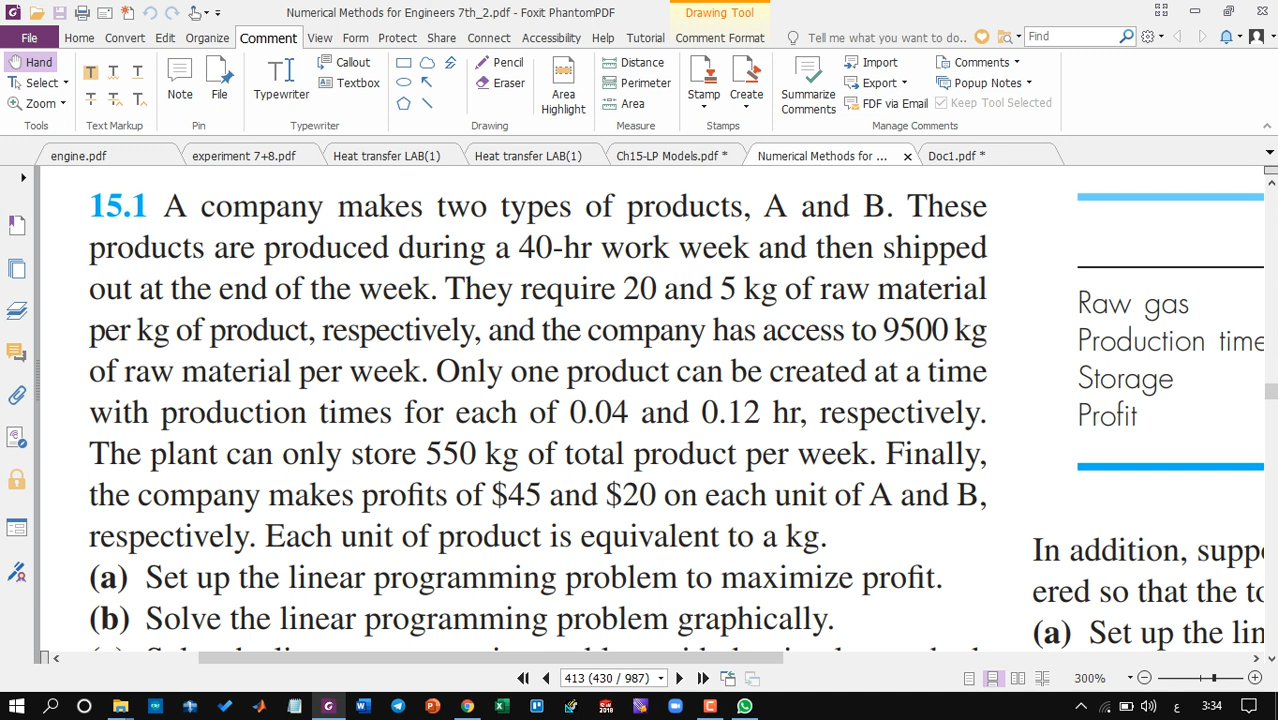 Numerical Methods for Engineers 7th_2.pdf - Foxit PhantomPDF
Drawing Tool
File Home Convert Edit Organize Comment View Form Protect Share Connect Accessibility Help Tutorial Comment Format Tell me what you want to do.. Find
Hand
Select
Zoom
Tools
Text Markup
Note
File
Pin
Typewriter
Callout
Textbox
Typewriter
Pencil
Eraser
Drawing
Area
Highlight
Distance
Perimeter
Area
Measure
Stamp
Create
Stamps
Summarize
Comments
Import
Export
FDF via Email
Comments
Popup Notes
Keep Tool Selected
Manage Comments
engine.pdf
experiment 7+8.pdf
Heat transfer LAB(1)
Heat transfer LAB(1)
Ch15-LP Models.pdf *
Numerical Methods for ...
Doc1.pdf *
15.1 A company makes two types of products, A and B. These
products are produced during a 40-hr work week and then shipped
out at the end of the week. They require 20 and 5 kg of raw material
per kg of product, respectively, and the company has access to 9500 kg
of raw material per week. Only one product can be created at a time
with production times for each of 0.04 and 0.12 hr, respectively.
The plant can only store 550 kg of total product per week. Finally,
the company makes profits of $45 and $20 on each unit of A and B,
respectively. Each unit of product is equivalent to a kg.
(a) Set up the linear programming problem to maximize profit.
(b) Solve the linear programming problem graphically.
Raw gas
Production time
Storage
Profit
In addition, suppo
ered so that the to
(a) Set up the lin
413 (430 / 987)
300%
3:34